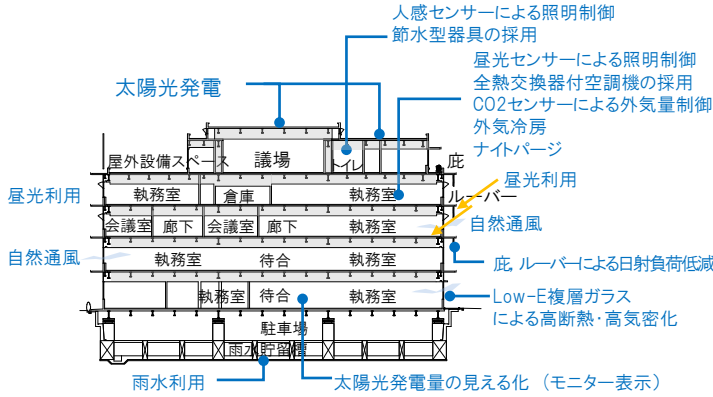 人感センサーによる照明制御
節水型器具の採用
昼光センサーによる照明制御
全熱交換器付空調機の採用
CO2センサーによる外気量制御
外気冷房
ナイトパージ
太陽光発電
屋外設備スペース
議場
トイレ
庇
昼光利用
昼光利用
執務室
倉庫
執務室
ルーバー
会議室
廊下
会議室
廊下
執務室
自然通風
自然通風
執務室
待合
執務室
庇，ルーバーによる日射負荷低減
執務室
待合
執務室
Low-E複層ガラス
による高断熱・高気密化
駐車場
雨水貯留槽
雨水利用
太陽光発電量の見える化 （モニター表示）